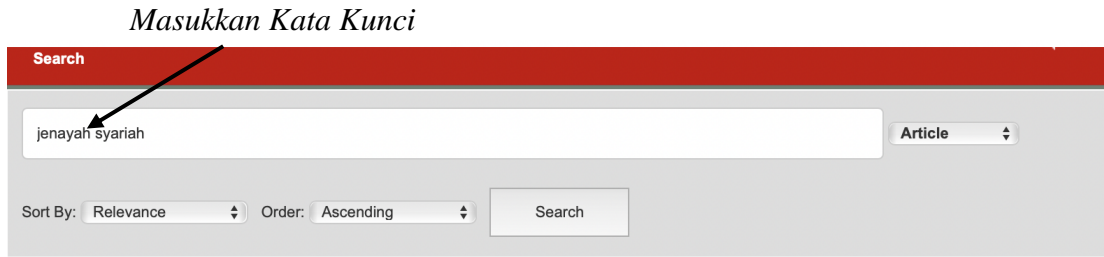 Masukkan Kata Kunci
Search
jenayah syariah
Article
Sort By: Relevance Order: Ascending Search